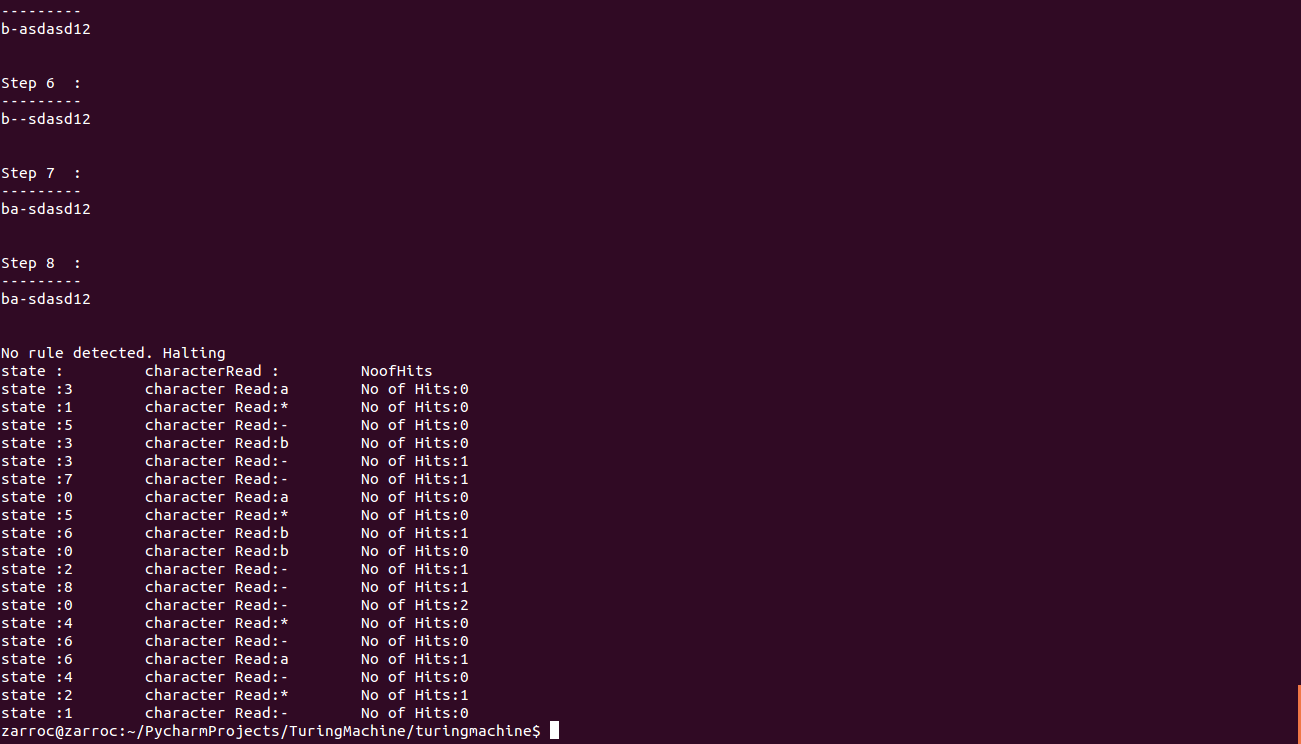 ---------
b-asdasd12
Step 6  :
---------
b--sdasd12
Step 7  :
---------
ba-sdasd12
Step 8  :
---------
ba-sdasd12
No rule detected. Halting
state :         characterRead :         NoofHits
state :3        character Read:a        No of Hits:0
state :1        character Read:*        No of Hits:0
state :5        character Read:-        No of Hits:0
state :3        character Read:b        No of Hits:0
state :3        character Read:-        No of Hits:1
state :7        character Read:-        No of Hits:1
state :0        character Read:a        No of Hits:0
state :5        character Read:*        No of Hits:0
state :6        character Read:b        No of Hits:1
state :0        character Read:b        No of Hits:0
state :2        character Read:-        No of Hits:1
state :8        character Read:-        No of Hits:1
state :0        character Read:-        No of Hits:2
state :4        character Read:*        No of Hits:0
state :6        character Read:-        No of Hits:0
state :6        character Read:a        No of Hits:1
state :4        character Read:-        No of Hits:0
state :2        character Read:*        No of Hits:1
state :1        character Read:-        No of Hits:0
zarroc@zarroc:~/PycharmProjects/TuringMachine/turingmachine$